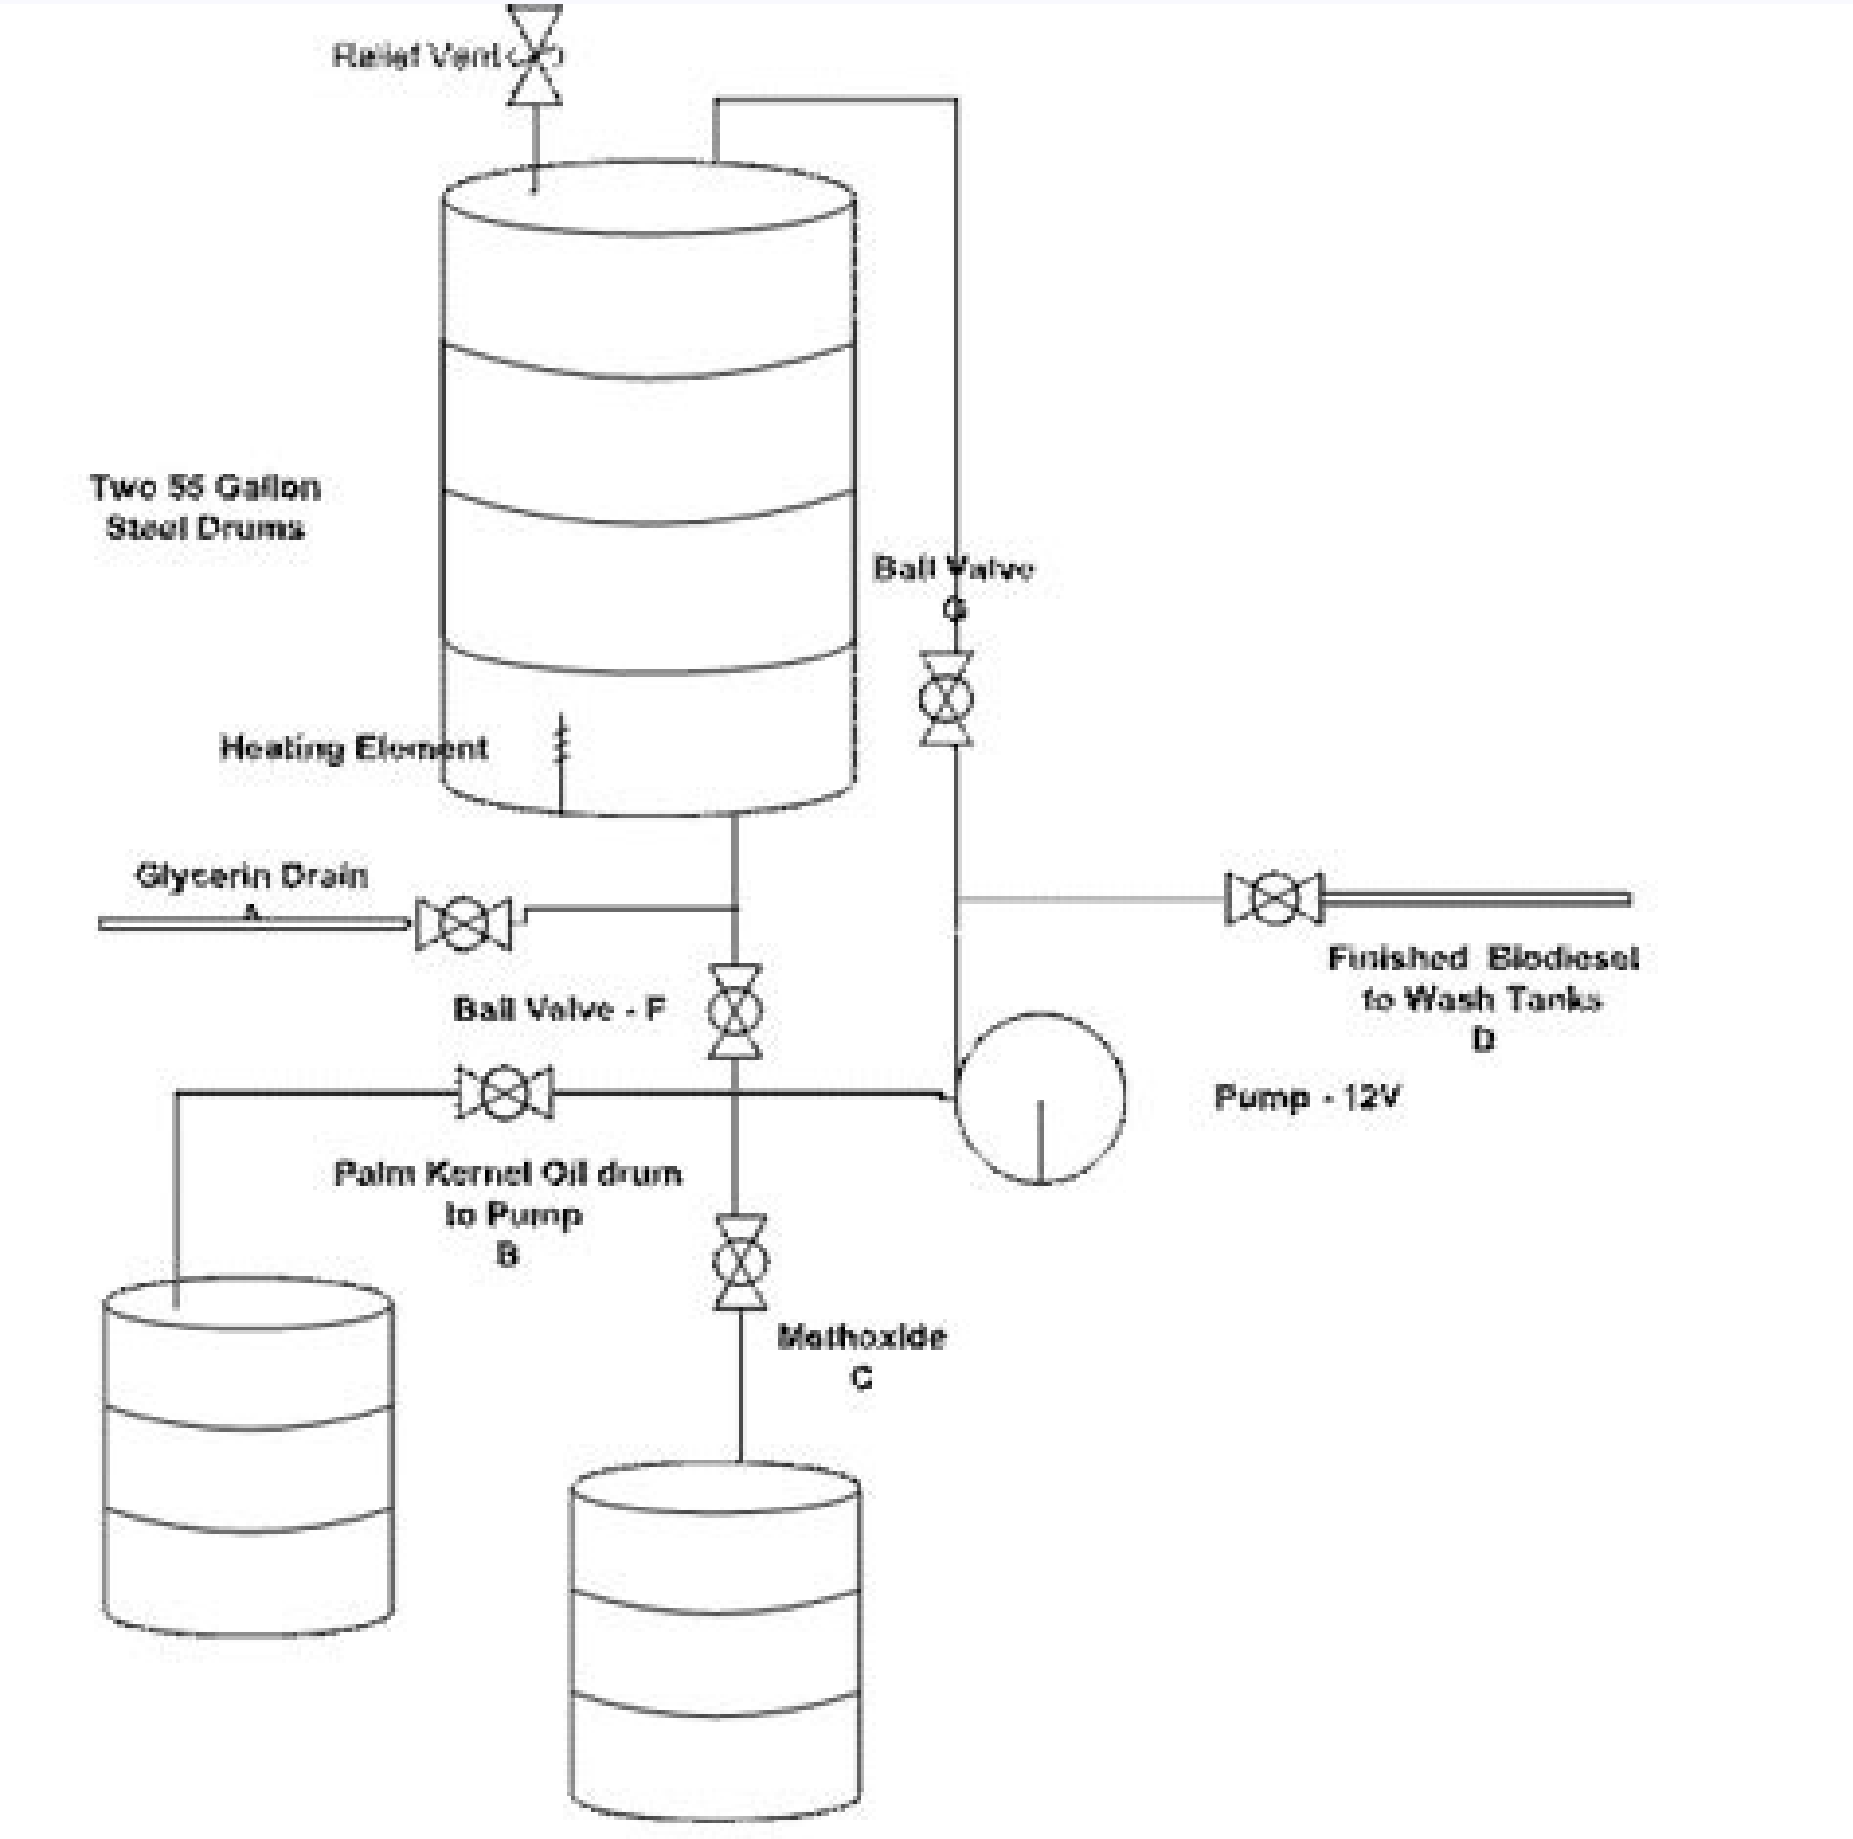 Relief Vent
Two 55 Gallon
Steel Drums
Ball Valve
G
Heating Element
Glycerin Drain
A
Ball Valve - F
Finished Biodiesel
to Wash Tanks
D
Pump - 12V
Palm Kernel Oil drum
to Pump
B
Methoxide
C